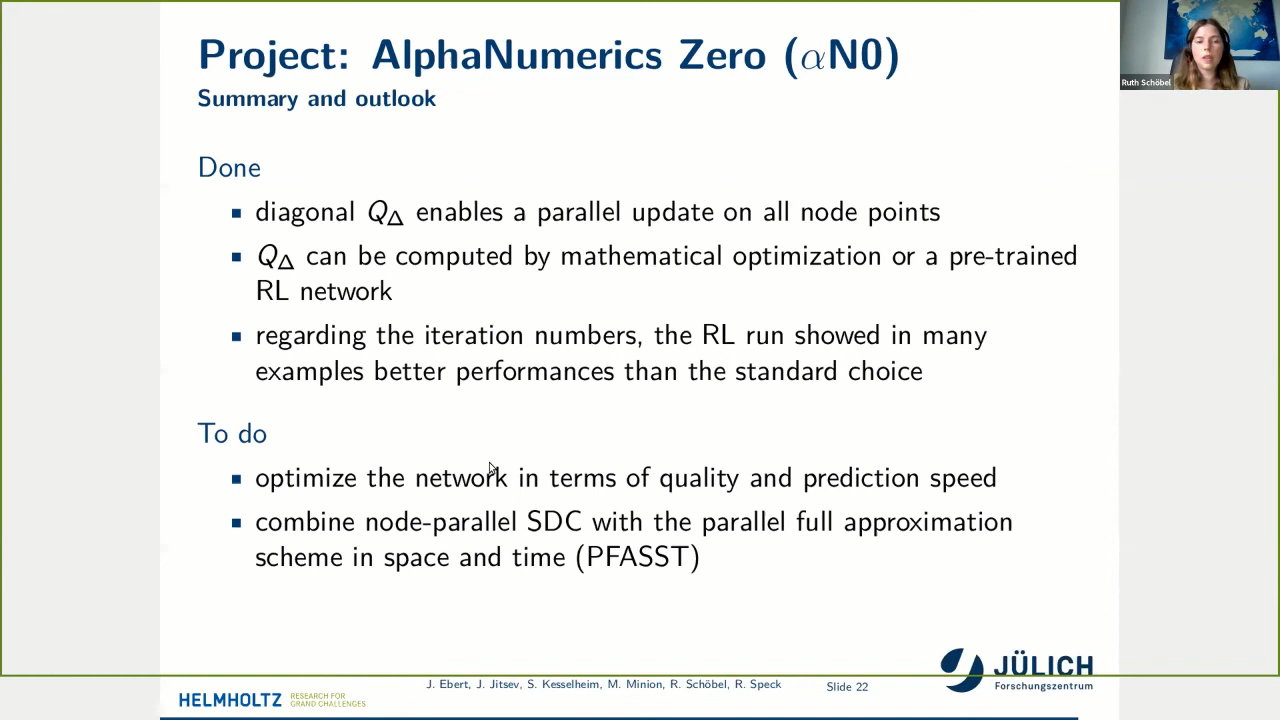 Project: AlphaNumerics Zero (αN0)
Summary and outlook
Ruth Schöbel
Done
diagonal Q_Δ enables a parallel update on all node points
Q_Δ can be computed by mathematical optimization or a pre-trained
RL network
regarding the iteration numbers, the RL run showed in many
examples better performances than the standard choice
To do
optimize the network in terms of quality and prediction speed
combine node-parallel SDC with the parallel full approximation
scheme in space and time (PFASST)
JÜLICH
Forschungszentrum
J. Ebert, J. Jitsev, S. Kesselheim, M. Minion, R. Schöbel, R. Speck
Slide 22
HELMHOLTZ
RESEARCH FOR
GRAND CHALLENGES